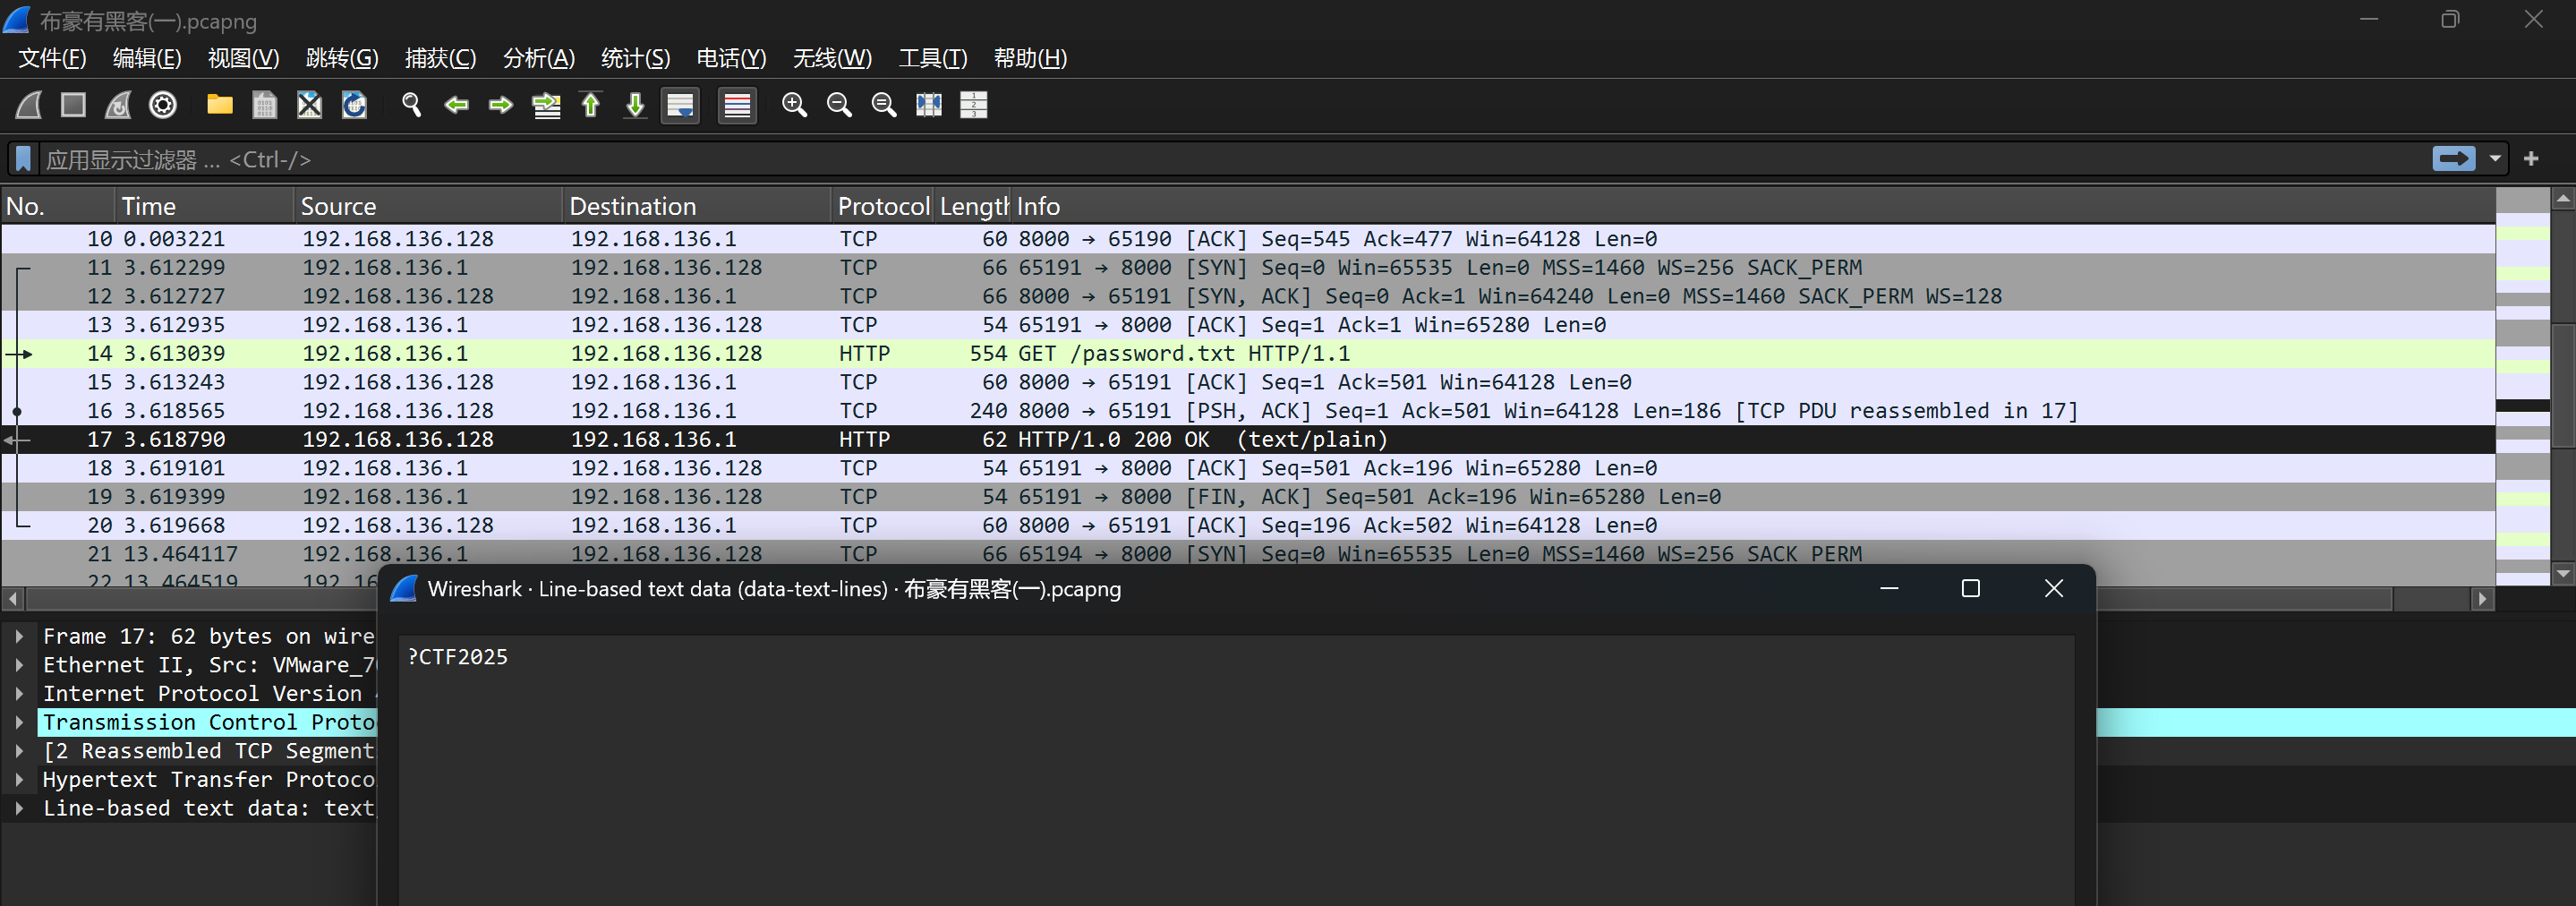 布豪有黑客(一).pcapng
文件(F) 编辑(E) 视图(V) 跳转(G) 捕获(C) 分析(A) 统计(S) 电话(Y) 无线(W) 工具(T) 帮助(H)
应用显示过滤器 … <Ctrl-/>
No. Time Source Destination Protocol Length Info
10 0.003221 192.168.136.128 192.168.136.1 TCP 60 8000 → 65190 [ACK] Seq=545 Ack=477 Win=64128 Len=0
11 3.612299 192.168.136.1 192.168.136.128 TCP 66 65191 → 8000 [SYN] Seq=0 Win=65535 Len=0 MSS=1460 WS=256 SACK_PERM
12 3.612727 192.168.136.128 192.168.136.1 TCP 66 8000 → 65191 [SYN, ACK] Seq=0 Ack=1 Win=64240 Len=0 MSS=1460 SACK_PERM WS=128
13 3.612935 192.168.136.1 192.168.136.128 TCP 54 65191 → 8000 [ACK] Seq=1 Ack=1 Win=65280 Len=0
14 3.613039 192.168.136.1 192.168.136.128 HTTP 554 GET /password.txt HTTP/1.1
15 3.613243 192.168.136.128 192.168.136.1 TCP 60 8000 → 65191 [ACK] Seq=1 Ack=501 Win=64128 Len=0
16 3.618565 192.168.136.128 192.168.136.1 TCP 240 8000 → 65191 [PSH, ACK] Seq=1 Ack=501 Win=64128 Len=186 [TCP PDU reassembled in 17]
17 3.618790 192.168.136.128 192.168.136.1 HTTP 62 HTTP/1.0 200 OK (text/plain)
18 3.619101 192.168.136.1 192.168.136.128 TCP 54 65191 → 8000 [ACK] Seq=501 Ack=196 Win=65280 Len=0
19 3.619399 192.168.136.1 192.168.136.128 TCP 54 65191 → 8000 [FIN, ACK] Seq=501 Ack=196 Win=65280 Len=0
20 3.619668 192.168.136.128 192.168.136.1 TCP 60 8000 → 65191 [ACK] Seq=196 Ack=502 Win=64128 Len=0
21 13.464117 192.168.136.1 192.168.136.128 TCP 66 65194 → 8000 [SYN] Seq=0 Win=65535 Len=0 MSS=1460 WS=256 SACK_PERM
22 13.464519 192.16
Wireshark · Line-based text data (data-text-lines) · 布豪有黑客(一).pcapng
?CTF2025
Frame 17: 62 bytes on wire
Ethernet II, Src: VMware_7
Internet Protocol Version
Transmission Control Proto
[2 Reassembled TCP Segment
Hypertext Transfer Protoco
Line-based text data: text